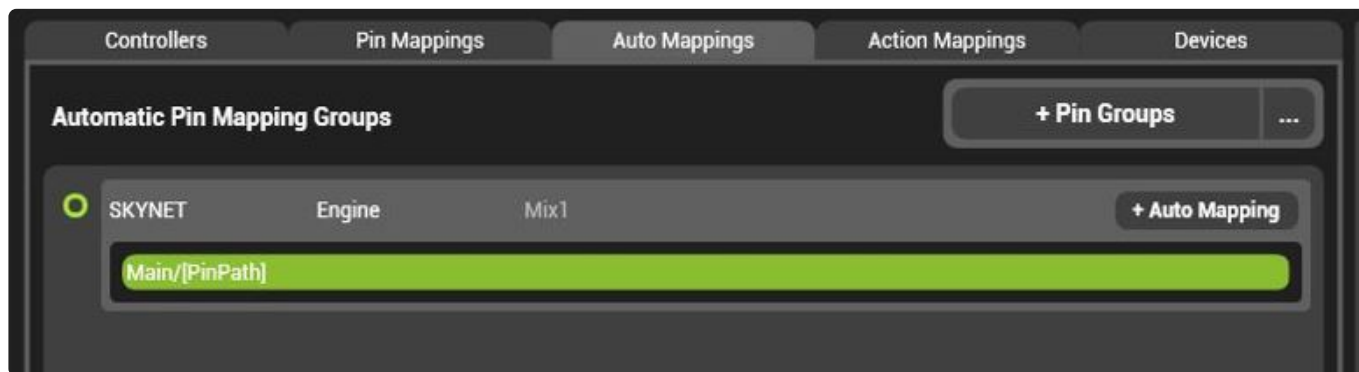 Controllers Pin Mappings Auto Mappings Action Mappings Devices
Automatic Pin Mapping Groups + Pin Groups ...
SKYNET Engine Mix1 + Auto Mapping
Main/[PinPath]